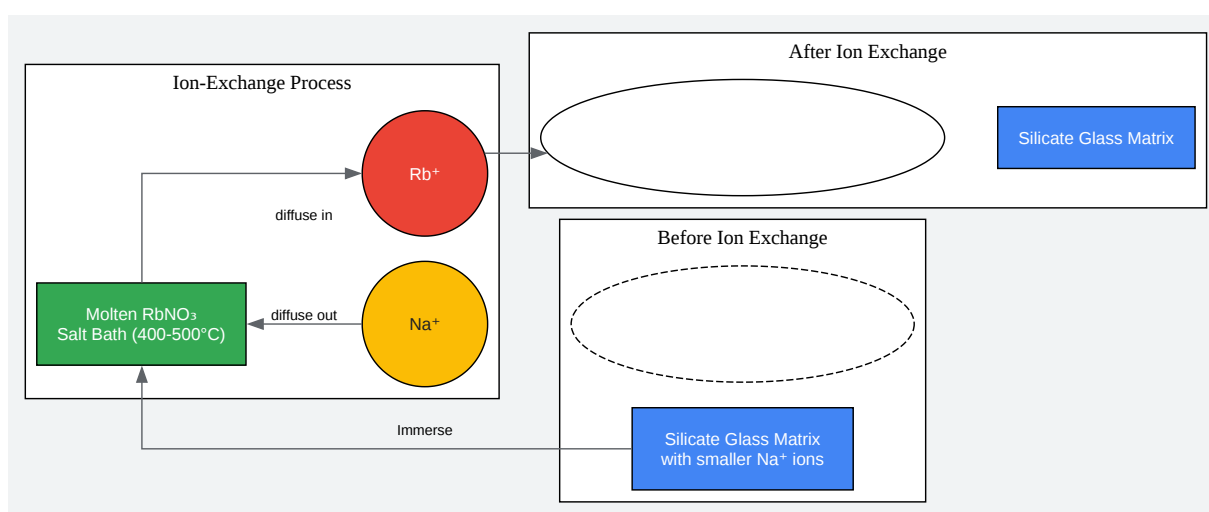 After Ion Exchange
Ion-Exchange Process
Silicate Glass Matrix
Rb⁺
diffuse in
Before Ion Exchange
Molten RbNO₃
Salt Bath (400-500°C)
diffuse out
Na⁺
Immerse
Silicate Glass Matrix
with smaller Na⁺ ions